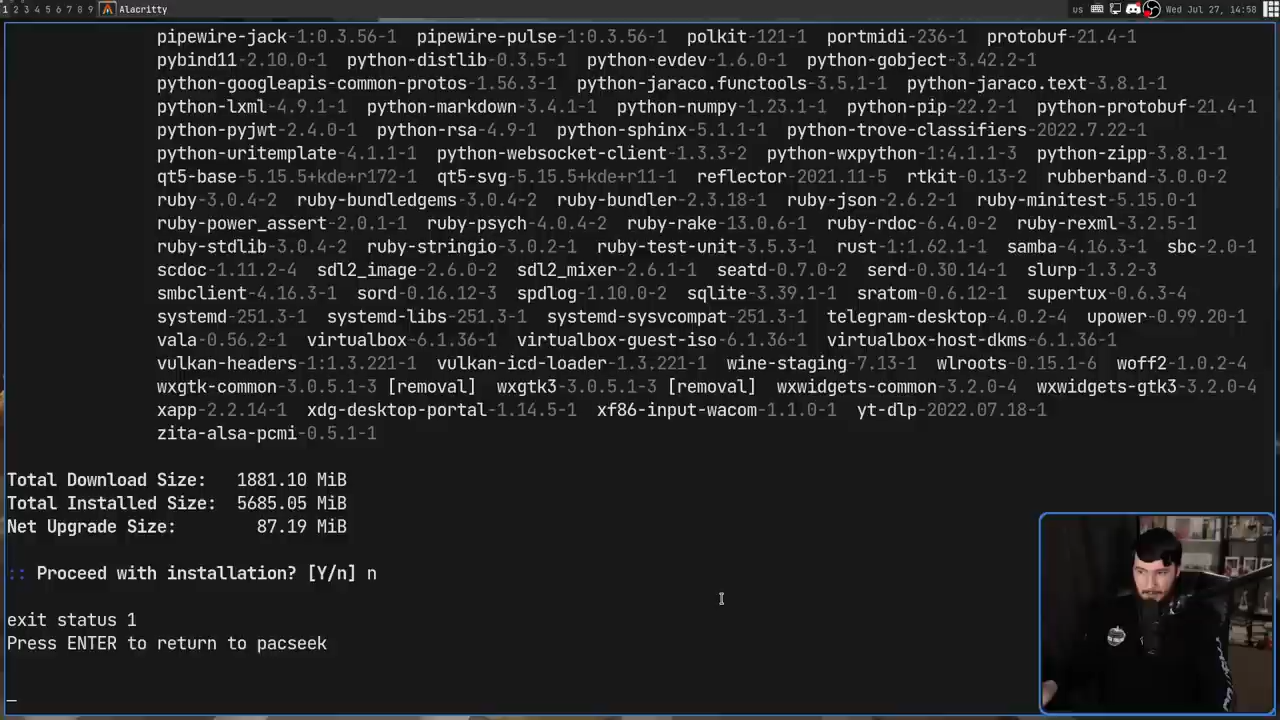 1 2 3 4 5 6 7 8 9 Alacritty us Wed Jul 27, 14:58
pipewire-jack-1:0.3.56-1 pipewire-pulse-1:0.3.56-1 polkit-121-1 portmidi-236-1 protobuf-21.4-1
pybind11-2.10.0-1 python-distlib-0.3.5-1 python-evdev-1.6.0-1 python-gobject-3.42.2-1
python-googleapis-common-protos-1.56.3-1 python-jaraco.functools-3.5.1-1 python-jaraco.text-3.8.1-1
python-lxml-4.9.1-1 python-markdown-3.4.1-1 python-numpy-1.23.1-1 python-pip-22.2-1 python-protobuf-21.4-1
python-pyjwt-2.4.0-1 python-rsa-4.9-1 python-sphinx-5.1.1-1 python-trove-classifiers-2022.7.22-1
python-uritemplate-4.1.1-1 python-websocket-client-1.3.3-2 python-wxpython-1:4.1.1-3 python-zipp-3.8.1-1
qt5-base-5.15.5+kde+r172-1 qt5-svg-5.15.5+kde+r11-1 reflector-2021.11-5 rtkit-0.13-2 rubberband-3.0.0-2
ruby-3.0.4-2 ruby-bundledgems-3.0.4-2 ruby-bundler-2.3.18-1 ruby-json-2.6.2-1 ruby-minitest-5.15.0-1
ruby-power_assert-2.0.1-1 ruby-psych-4.0.4-2 ruby-rake-13.0.6-1 ruby-rdoc-6.4.0-2 ruby-rexml-3.2.5-1
ruby-stdlib-3.0.4-2 ruby-stringio-3.0.2-1 ruby-test-unit-3.5.3-1 rust-1:1.62.1-1 samba-4.16.3-1 sbc-2.0-1
scdoc-1.11.2-4 sdl2_image-2.6.0-2 sdl2_mixer-2.6.1-1 seatd-0.7.0-2 serd-0.30.14-1 slurp-1.3.2-3
smbclient-4.16.3-1 sord-0.16.12-3 spdlog-1.10.0-2 sqlite-3.39.1-1 sratom-0.6.12-1 supertux-0.6.3-4
systemd-251.3-1 systemd-libs-251.3-1 systemd-sysvcompat-251.3-1 telegram-desktop-4.0.2-4 upower-0.99.20-1
vala-0.56.2-1 virtualbox-6.1.36-1 virtualbox-guest-iso-6.1.36-1 virtualbox-host-dkms-6.1.36-1
vulkan-headers-1:1.3.221-1 vulkan-icd-loader-1.3.221-1 wine-staging-7.13-1 wlroots-0.15.1-6 woff2-1.0.2-4
wxgtk-common-3.0.5.1-3 [removal] wxgtk3-3.0.5.1-3 [removal] wxwidgets-common-3.2.0-4 wxwidgets-gtk3-3.2.0-4
xapp-2.2.14-1 xdg-desktop-portal-1.14.5-1 xf86-input-wacom-1.1.0-1 yt-dlp-2022.07.18-1
zita-alsa-pcmi-0.5.1-1
Total Download Size: 1881.10 MiB
Total Installed Size: 5685.05 MiB
Net Upgrade Size: 87.19 MiB
:: Proceed with installation? [Y/n] n
exit status 1
Press ENTER to return to pacseek